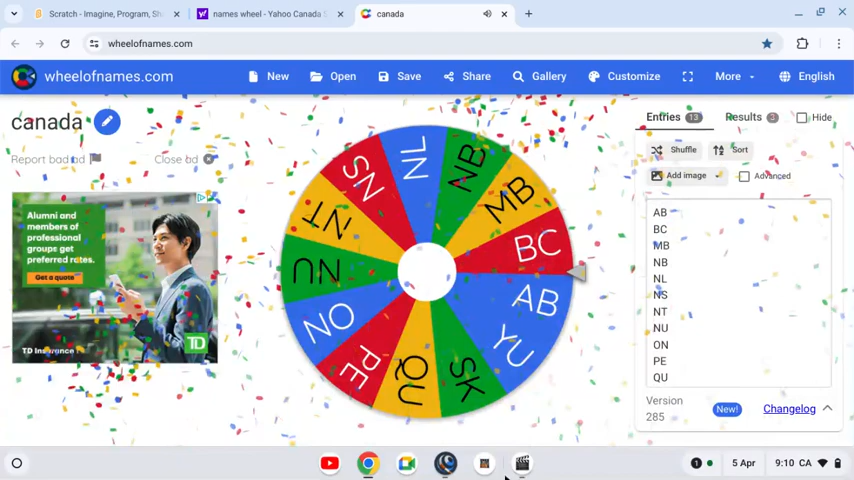 Scratch - Imagine, Program, Sh
names wheel - Yahoo Canada S
canada
wheelofnames.com
wheelofnames.com
New
Open
Save
Share
Gallery
Customize
More
English
canada
Report bad ad
Close ad
Alumni and
members of
professional
groups get
preferred rates.
Get a quote
TD Insurance
TD
NL
NB
MB
BC
AB
YU
SK
QU
PE
ON
NU
NT
NS
Entries 13
Results 3
Hide
Shuffle
Sort
Add image
Advanced
AB
BC
MB
NB
NL
NS
NT
NU
ON
PE
QU
Version
285
New!
Changelog
1
5 Apr
9:10 CA